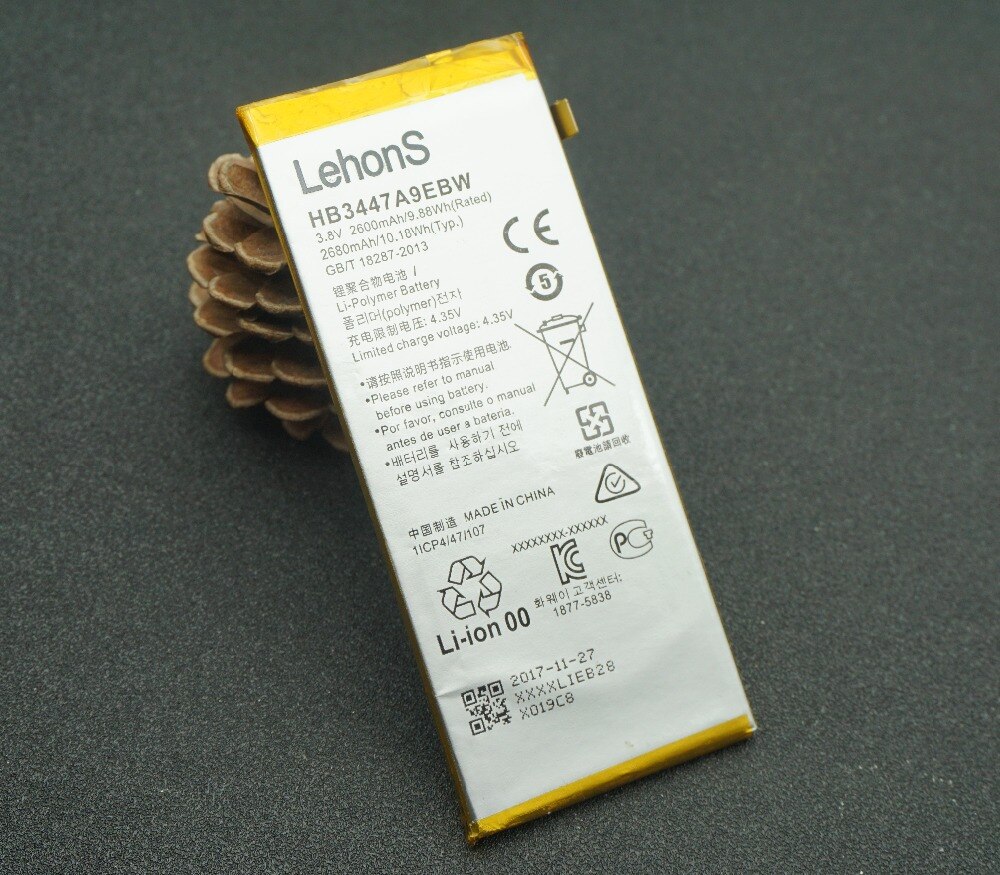 LehonS
HB3447A9EBW
3.8V 2600mAh/9.88Wh(Rated)
2680mAh/10.18Wh(Typ.)
GB/T 18287-2013
锂聚合物电池 /
Li-Polymer Battery
폴리머(polymer)전자
充电限制电压: 4.35V
Limited charge voltage: 4.35V
CE
5
•请按照说明书指示使用电池
•Please refer to manual
before using battery.
•Por favor, consulte o manual
antes de user a bateria.
•배터리를 사용하기 전에
설명서를 참조하십시오
廢電池請回收
中国制造 MADE IN CHINA
1ICP4/47/107
XXXXXXXX-XXXXXX
화웨이 고객센터:
1877-5838
Li-ion 00
2017-11-27
XXXXLIEB28
X019C8